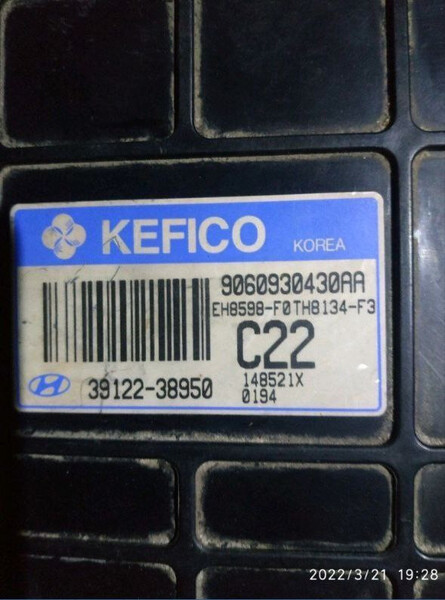 KEFICO KOREA
9060930430AA
EH8598-F0TH8134-F3
C22
39122-38950
148521X
0194
2022/3/21 19:28